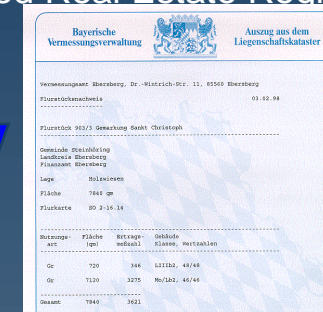 Real Estate
Bayerische
Vermessungsverwaltung
Auszug aus dem
Liegenschaftskataster
Vermessungsamt Ebersberg, Dr.-Wintrich-Str. 11, 85560 Ebersberg
Flurstücksnachweis 03.02.98
Flurstück 903/3 Gemarkung Sankt Christoph
Gemeinde Steinhöring
Landkreis Ebersberg
Finanzamt Ebersberg
Lage Holzwiesen
Fläche 7840 qm
Flurkarte SO 2-16.14
Nutzungs- Fläche Ertrags- Gebäude
art (qm) meßzahl Klasse, Wertzahlen
Gr 720 346 LIIIb2, 48/48
Gr 7120 3275 Mo/Lb2, 46/46
Gesamt 7840 3621